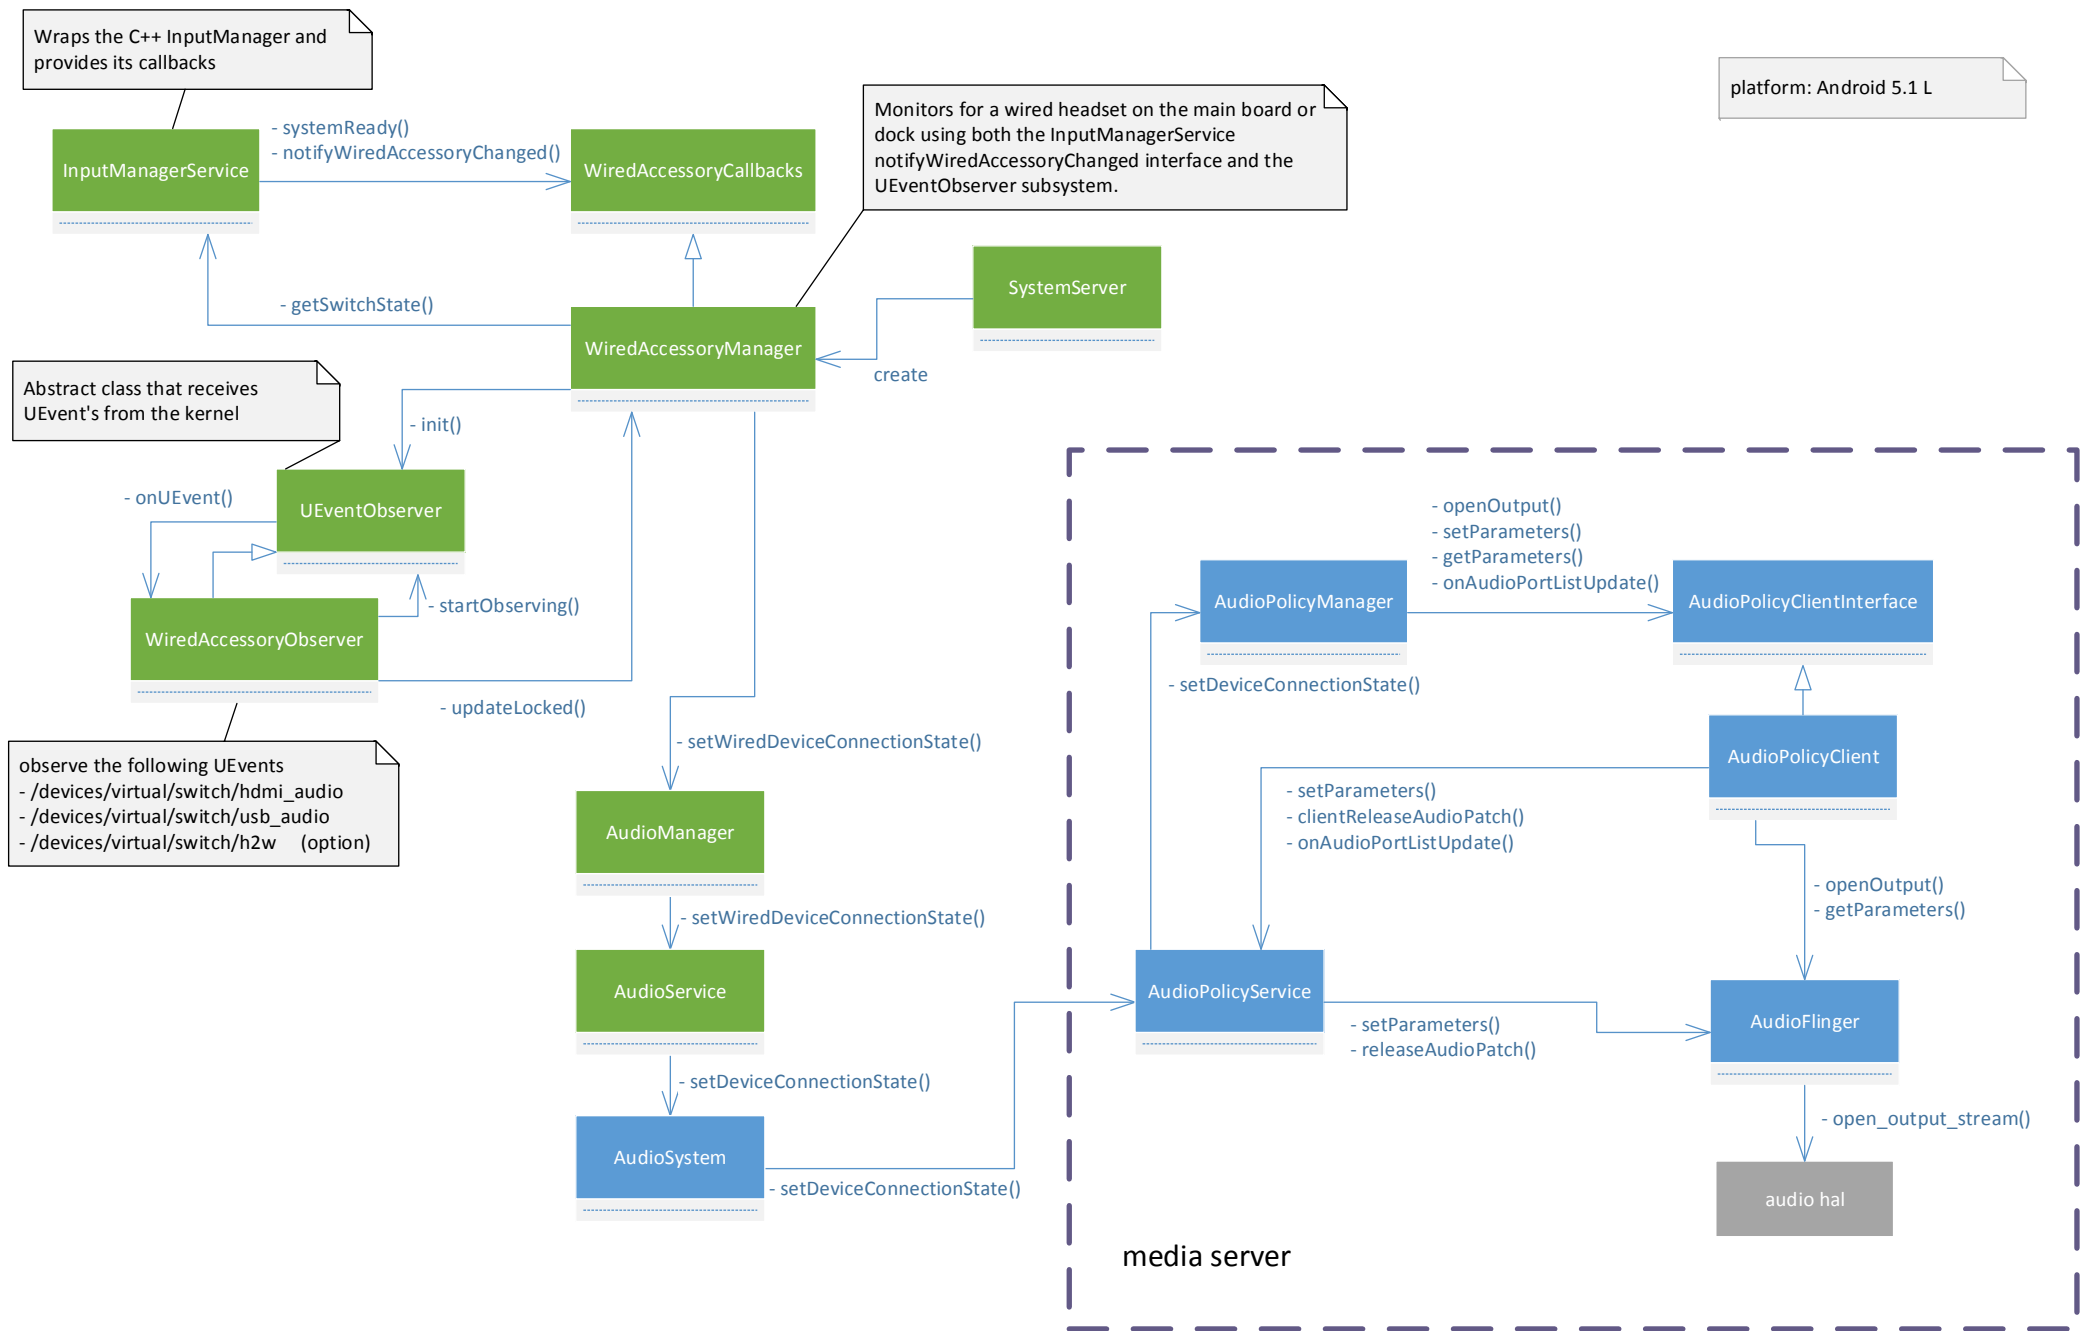 Wraps the C++ InputManager and
provides its callbacks
platform: Android 5.1 L
Monitors for a wired headset on the main board or
dock using both the InputManagerService
notifyWiredAccessoryChanged interface and the
UEventObserver subsystem.
- systemReady()
- notifyWiredAccessoryChanged()
InputManagerService
WiredAccessoryCallbacks
SystemServer
- getSwitchState()
WiredAccessoryManager
create
Abstract class that receives
UEvent's from the kernel
- init()
- onUEvent()
UEventObserver
- startObserving()
WiredAccessoryObserver
- updateLocked()
observe the following UEvents
- /devices/virtual/switch/hdmi_audio
- /devices/virtual/switch/usb_audio
- /devices/virtual/switch/h2w (option)
- setWiredDeviceConnectionState()
AudioManager
- setWiredDeviceConnectionState()
AudioService
- setDeviceConnectionState()
AudioSystem
- setDeviceConnectionState()
- openOutput()
- setParameters()
- getParameters()
- onAudioPortListUpdate()
AudioPolicyManager
AudioPolicyClientInterface
- setDeviceConnectionState()
AudioPolicyClient
- setParameters()
- clientReleaseAudioPatch()
- onAudioPortListUpdate()
- openOutput()
- getParameters()
AudioPolicyService
- setParameters()
- releaseAudioPatch()
AudioFlinger
- open_output_stream()
audio hal
media server